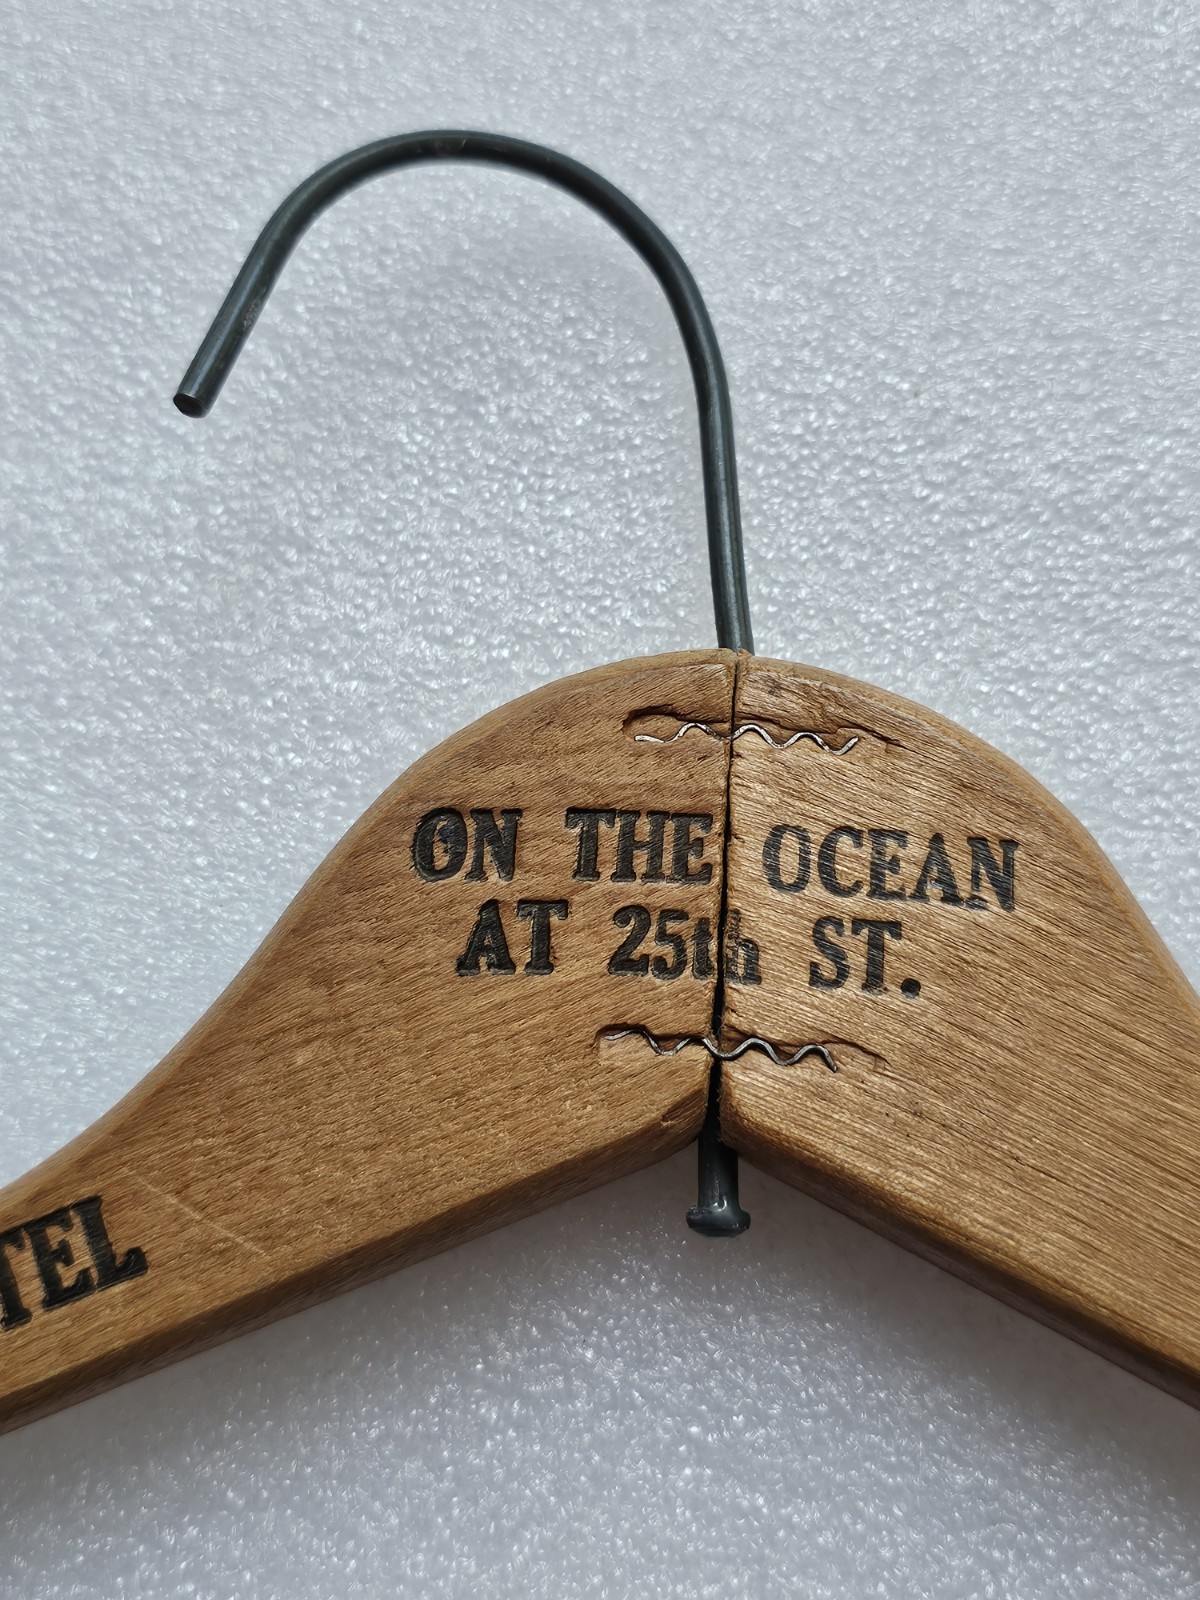 ON THE OCEAN
AT 25th ST.
TEL